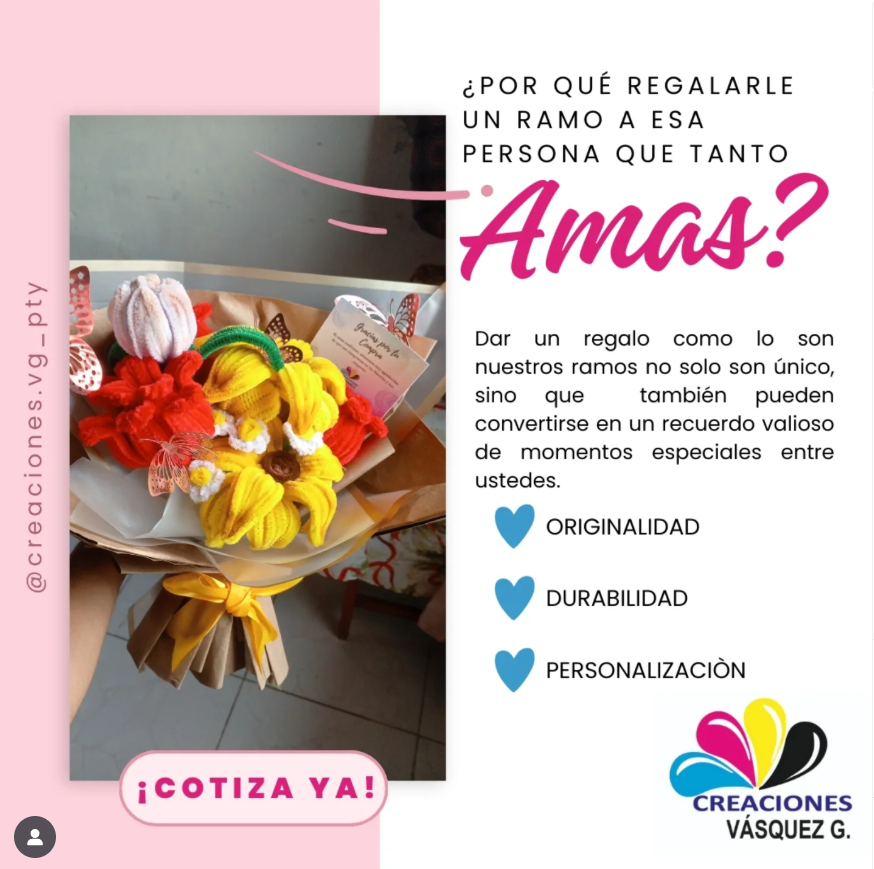 ¿POR QUÉ REGALARLE
UN RAMO A ESA
PERSONA QUE TANTO
Amas?
@creaciones.vg_pty
Gracias por tu
Compra
Dar un regalo como lo son
nuestros ramos no solo son único,
sino que también pueden
convertirse en un recuerdo valioso
de momentos especiales entre
ustedes.
ORIGINALIDAD
DURABILIDAD
PERSONALIZACIÒN
¡COTIZA YA!
CREACIONES
VÁSQUEZ G.